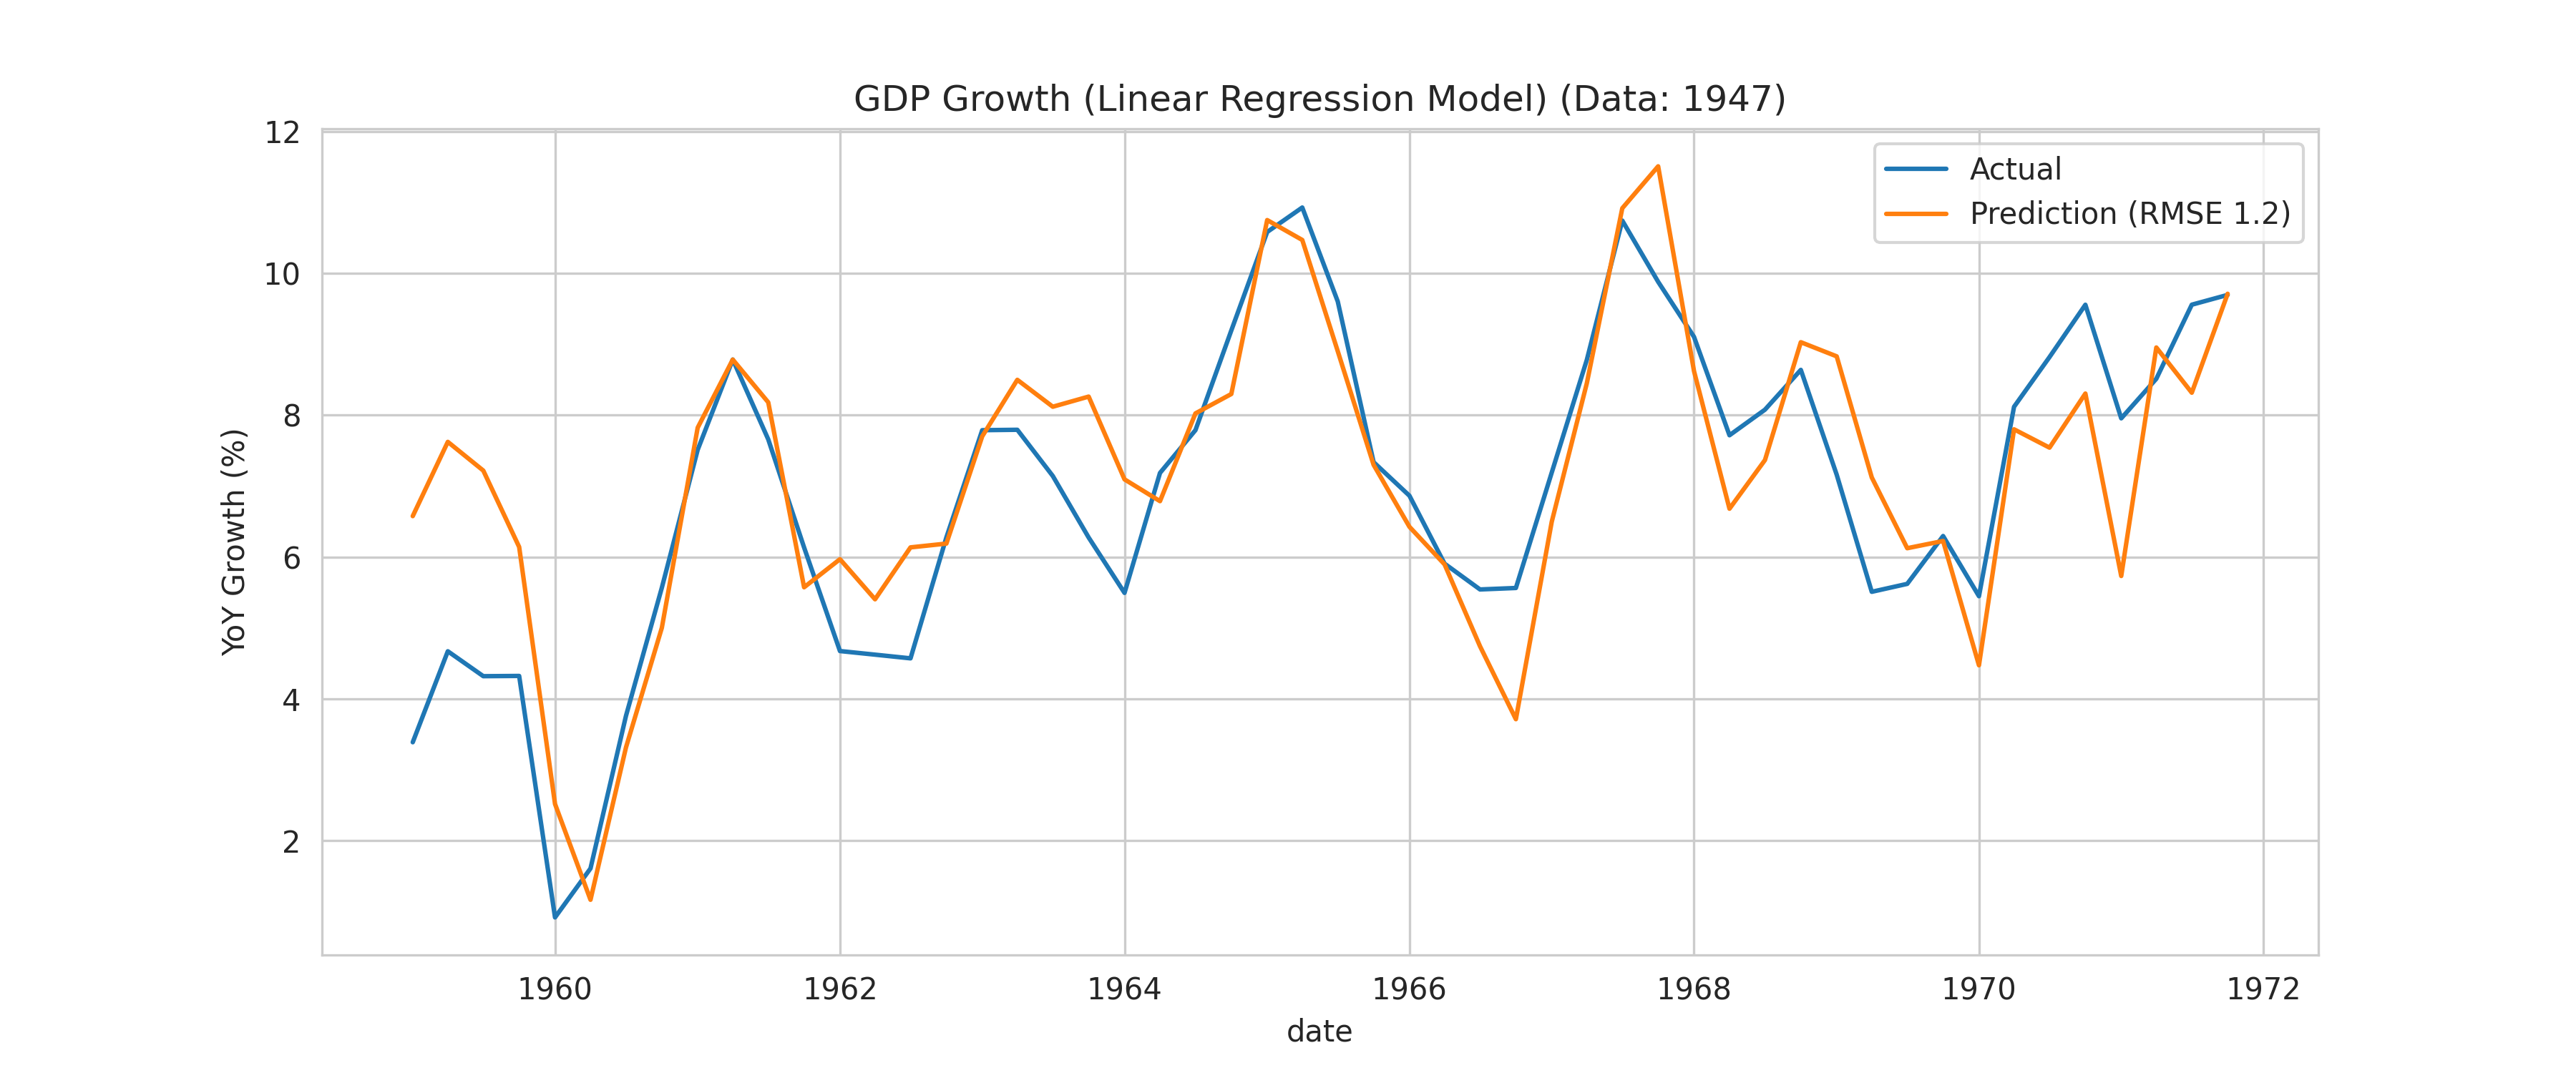 GDP Growth (Linear Regression Model) (Data: 1947)
12
10
8
6
4
2
YoY Growth (%)
Actual
Prediction (RMSE 1.2)
1960 1962 1964 1966 1968 1970 1972
date